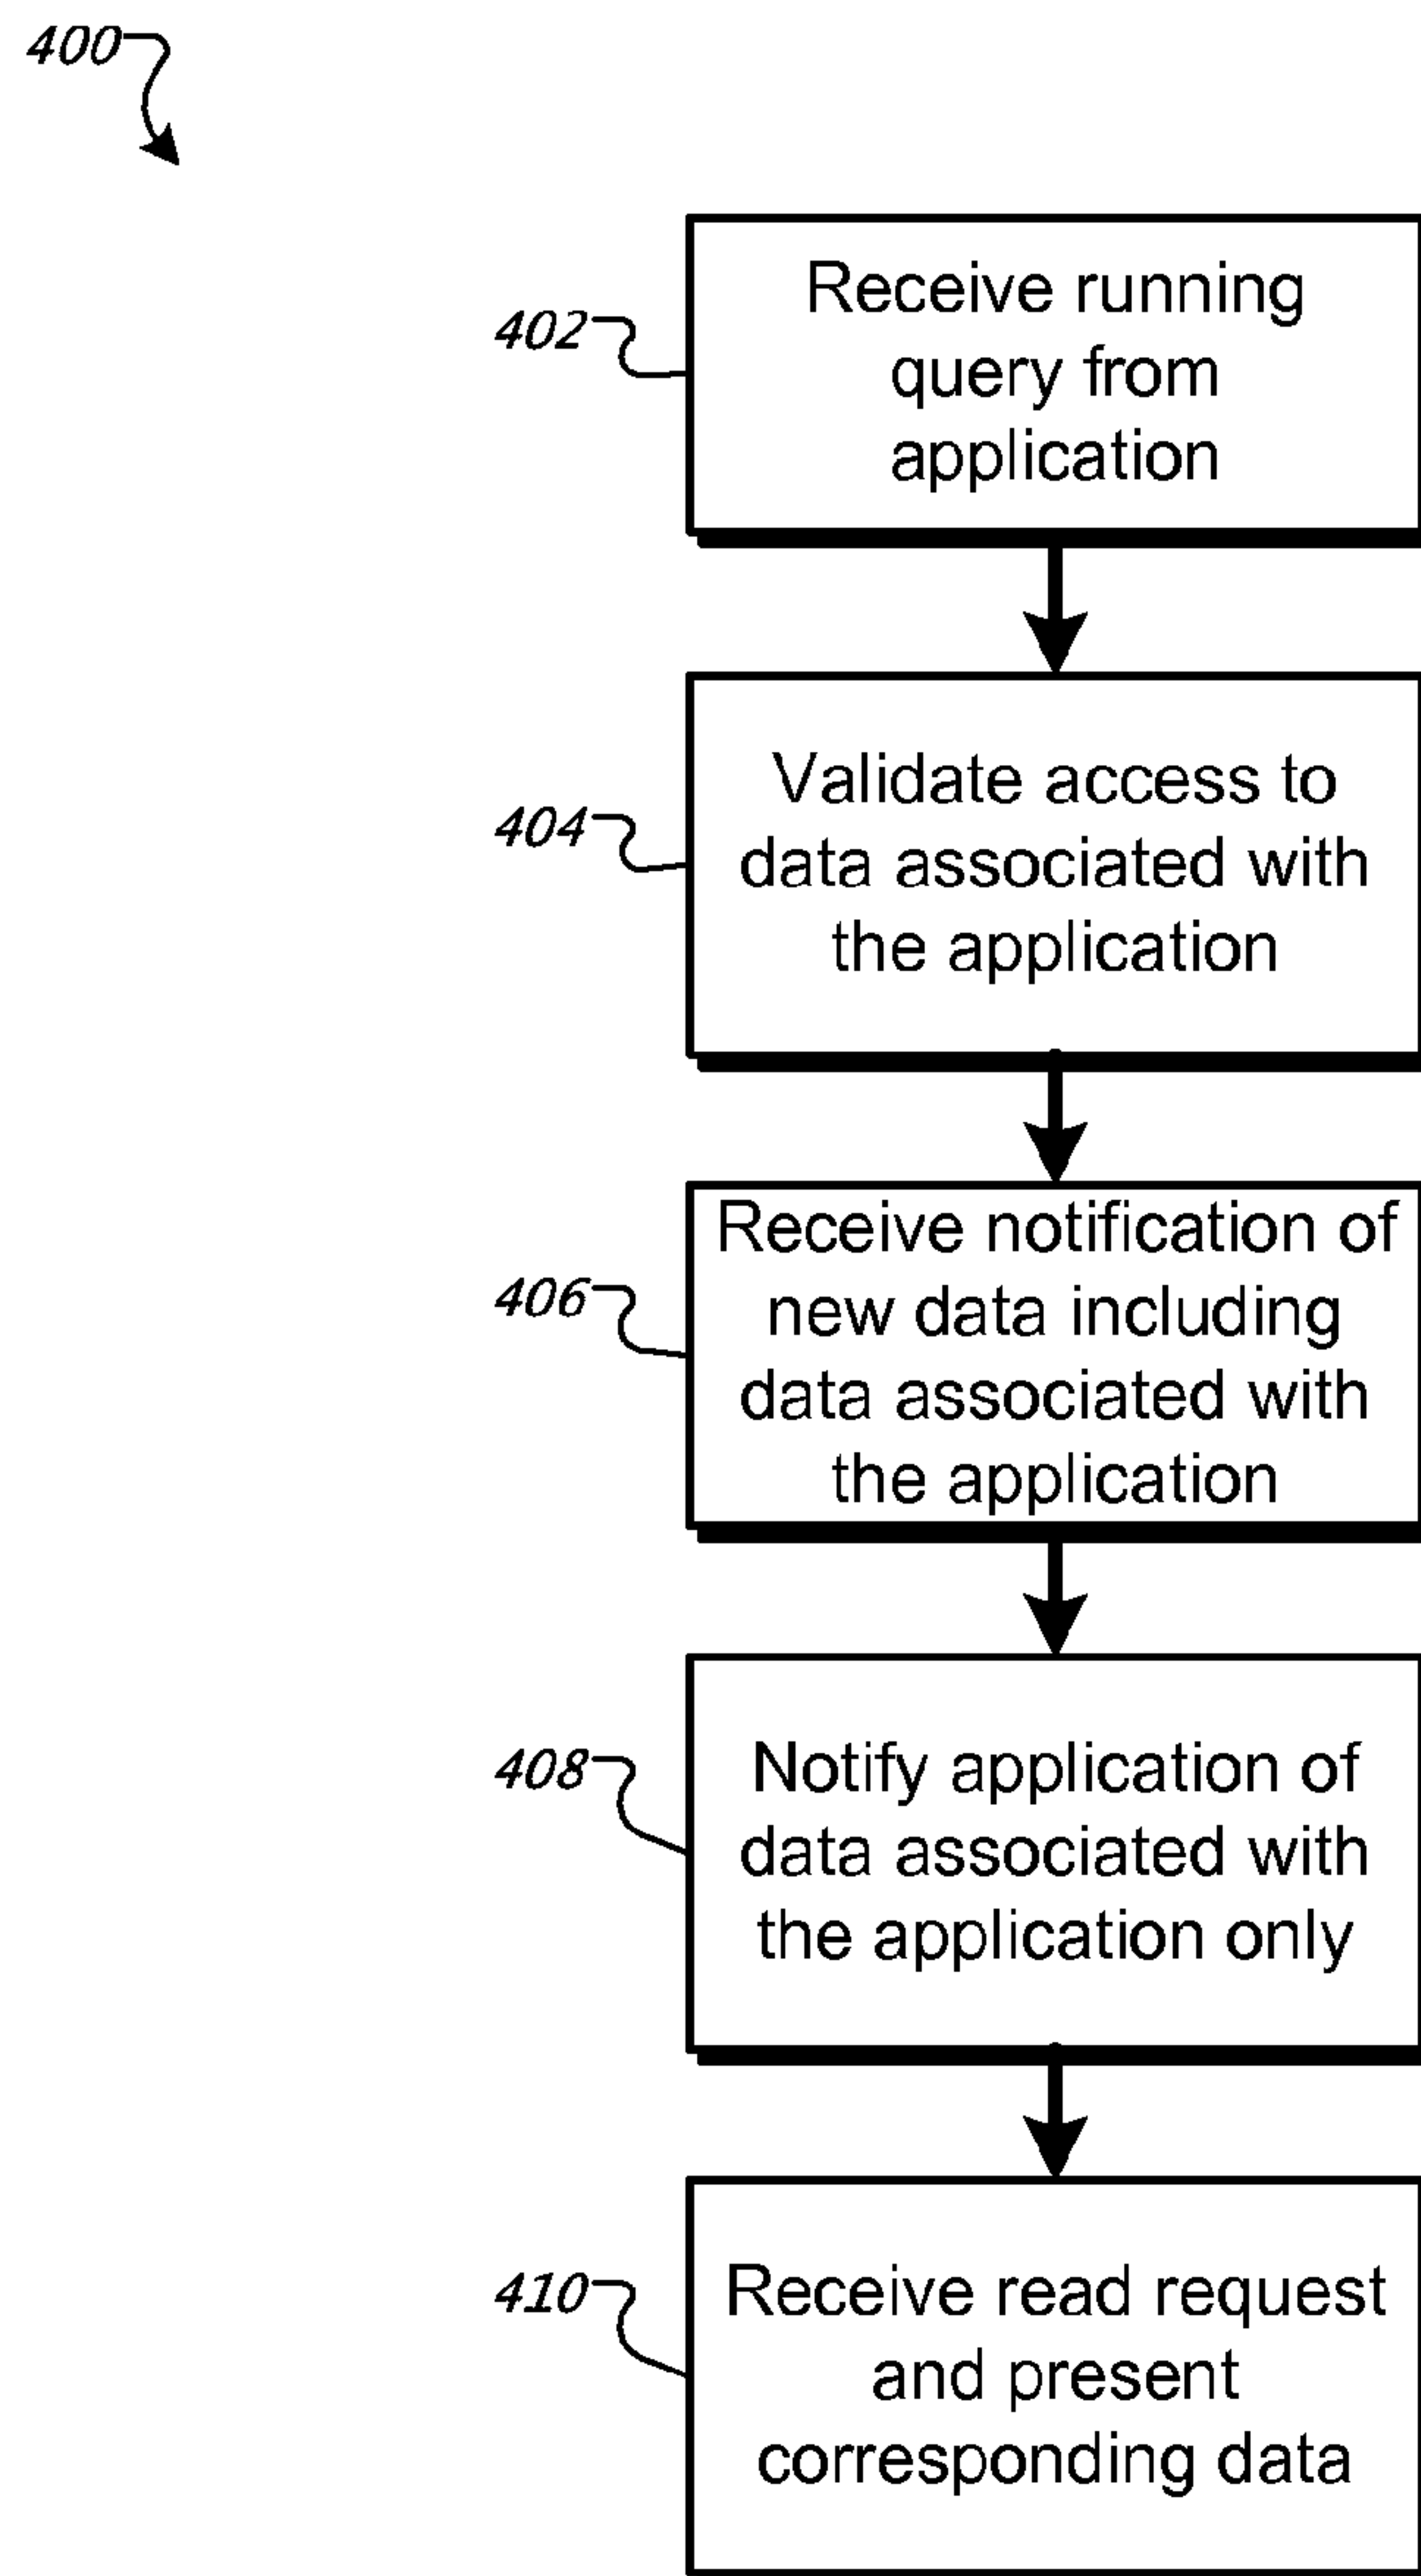 400
402
Receive running
query from
application
404
Validate access to
data associated with
the application
406
Receive notification of
new data including
data associated with
the application
408
Notify application of
data associated with
the application only
410
Receive read request
and present
corresponding data